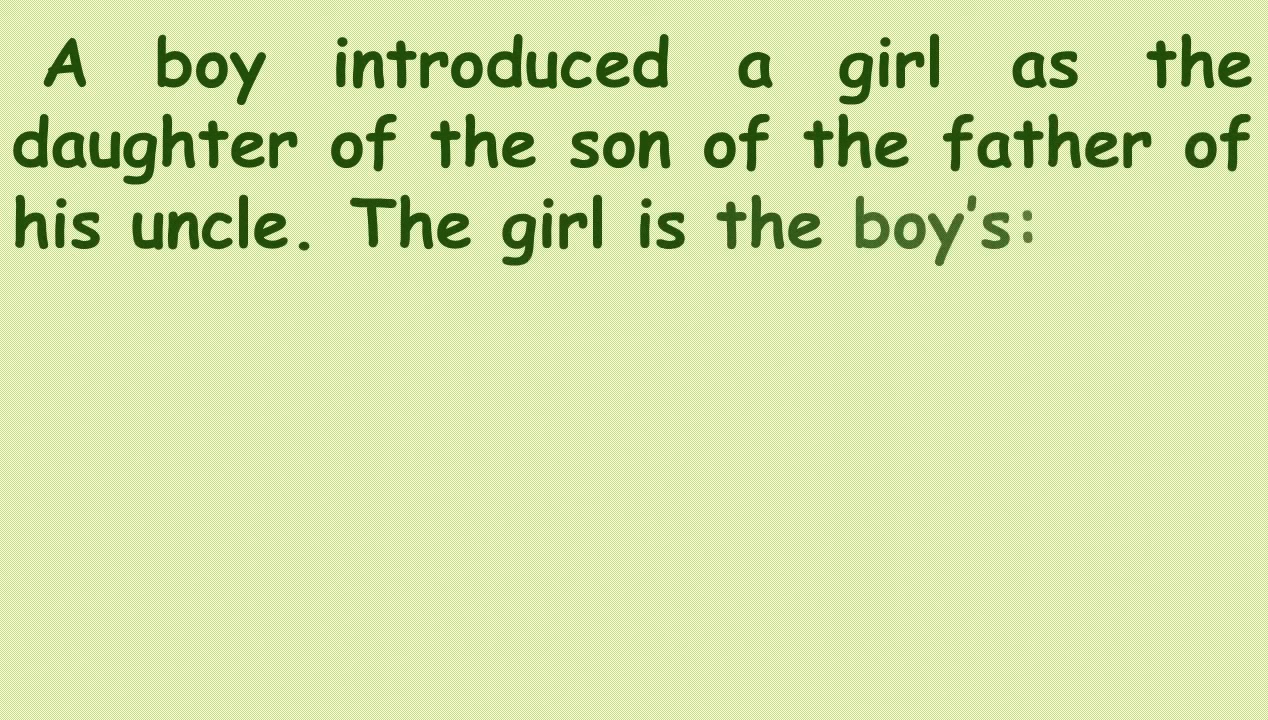 A boy introduced a girl as the
daughter of the son of the father of
his uncle. The girl is the boy's: